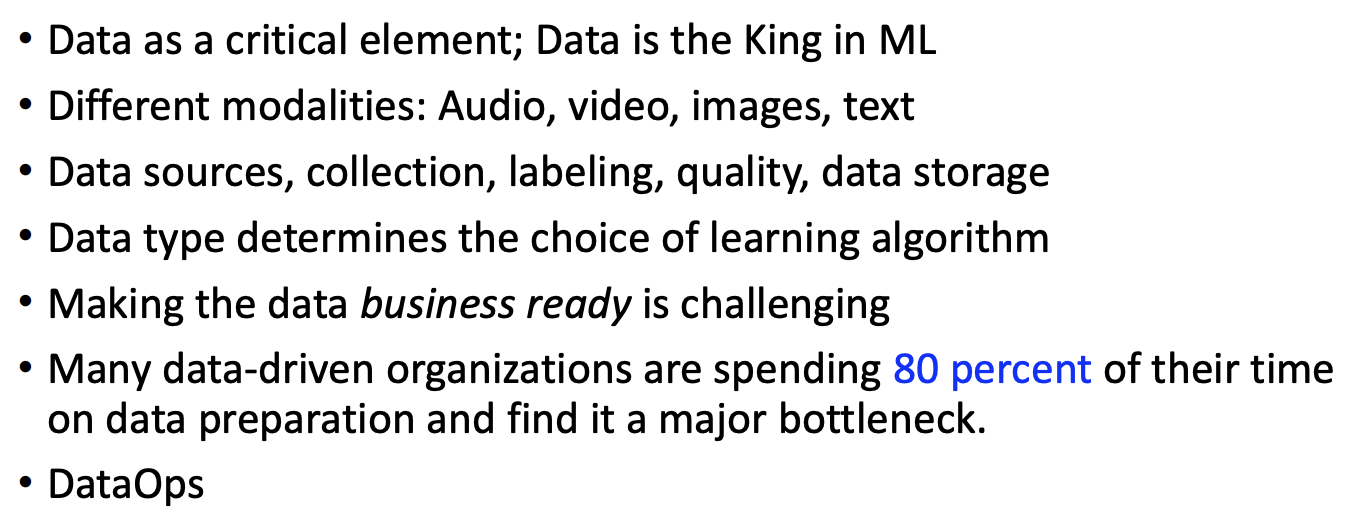 • Data as a critical element; Data is the King in ML
• Different modalities: Audio, video, images, text
• Data sources, collection, labeling, quality, data storage
• Data type determines the choice of learning algorithm
• Making the data business ready is challenging
• Many data-driven organizations are spending 80 percent of their time
on data preparation and find it a major bottleneck.
• DataOps